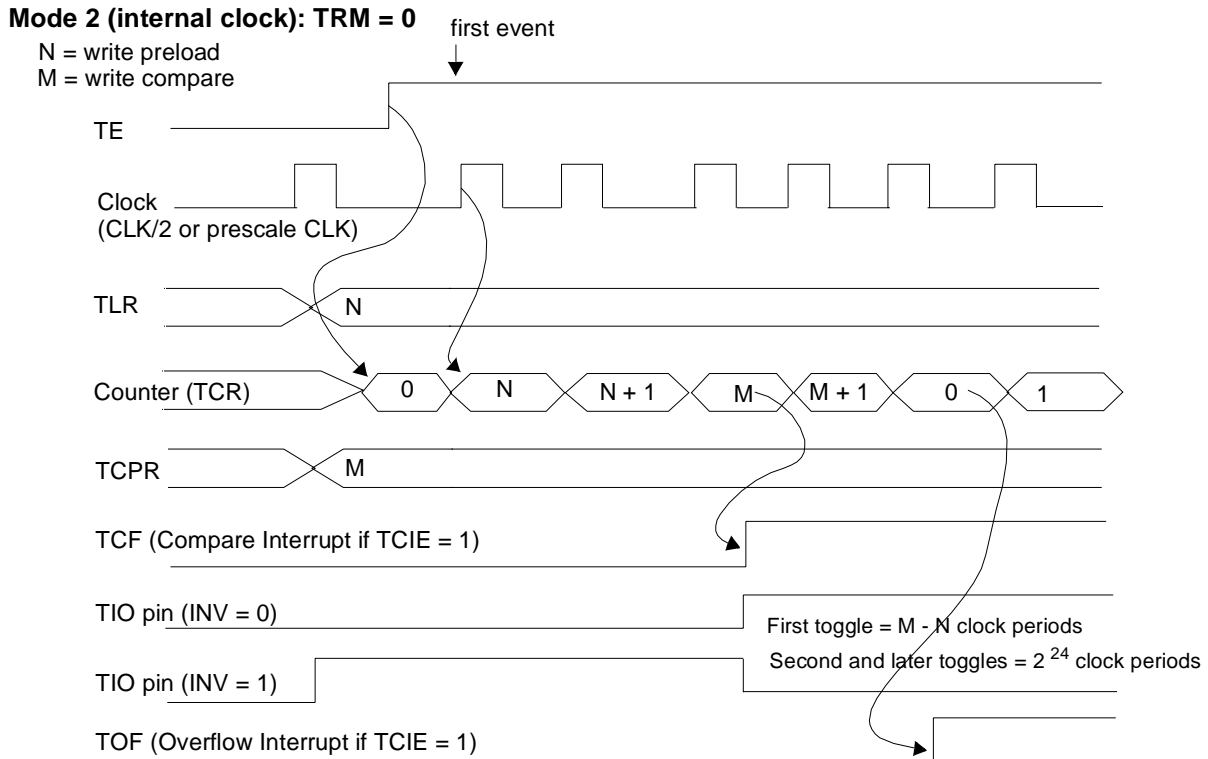 Mode 2 (internal clock): TRM = 0
first event
N = write preload
M = write compare
TE
Clock
(CLK/2 or prescale CLK)
TLR
N
Counter (TCR)
0
N
N + 1
M
M + 1
0
1
TCPR
M
TCF (Compare Interrupt if TCIE = 1)
TIO pin (INV = 0)
First toggle = M - N clock periods
Second and later toggles = 2 24 clock periods
TIO pin (INV = 1)
TOF (Overflow Interrupt if TCIE = 1)